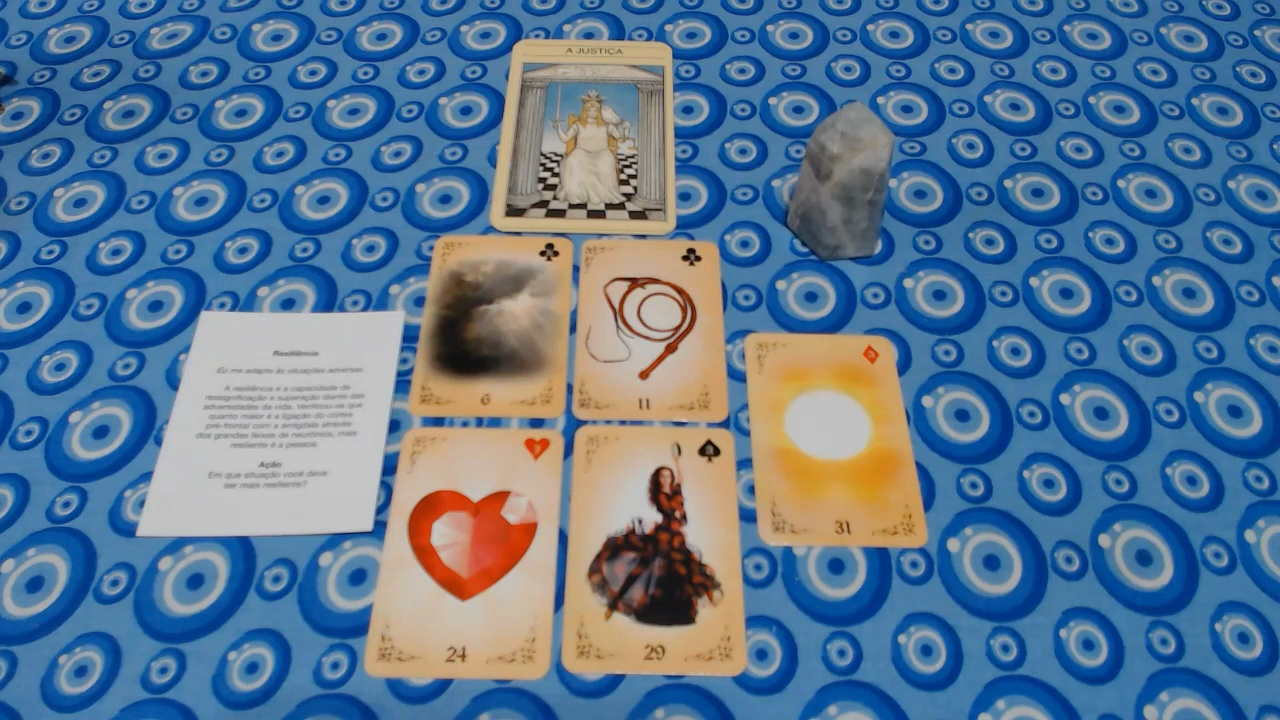 A JUSTIÇA
6
11
Resiliência
Eu me adapto às situações adversas.
A resiliência é a capacidade de
ressignificação e superação diante das
adversidades da vida. Verificou-se que
quanto maior é a ligação do córtex
pré-frontal com a amígdala através
dos grandes feixes de neurônios, mais
resiliente é a pessoa.
Ação
Em que situação você deve
ser mais resiliente?
31
24
29